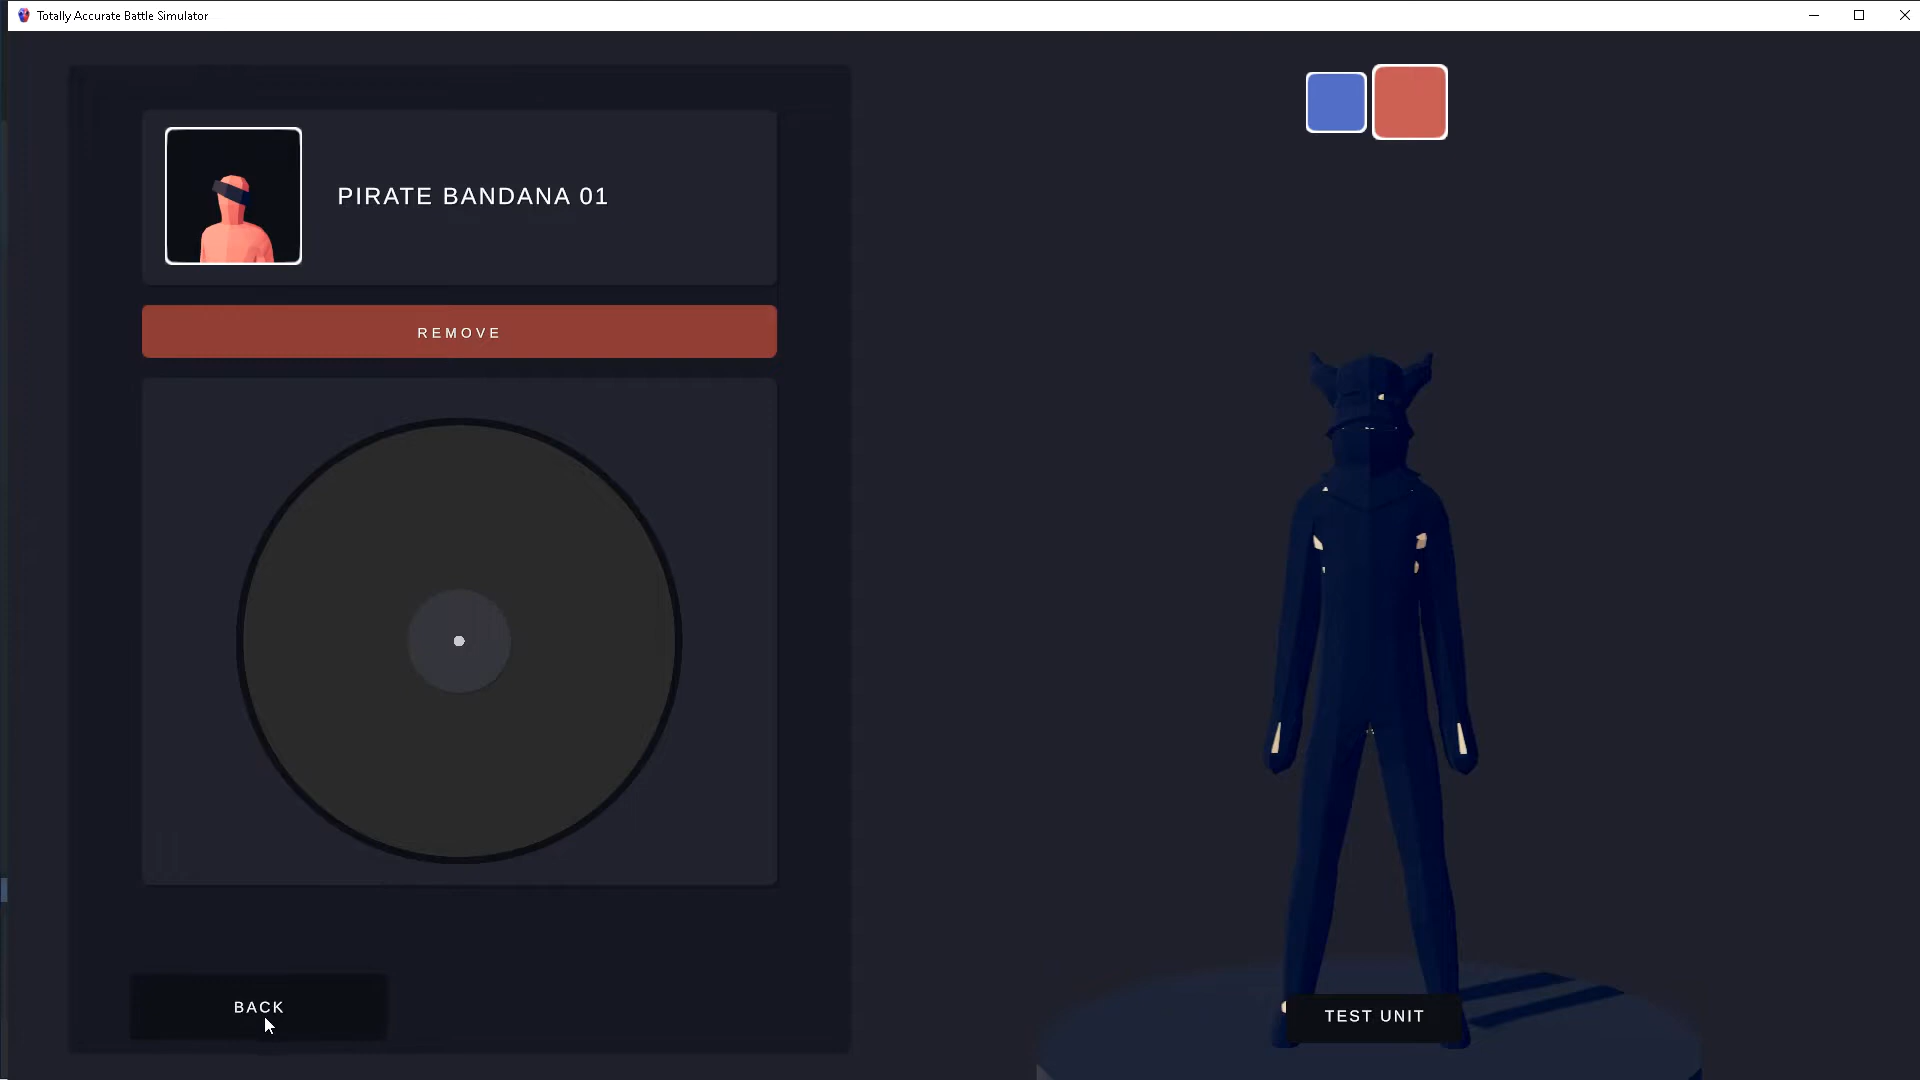 Totally Accurate Battle Simulator
PIRATE BANDANA 01
REMOVE
BACK
TEST UNIT